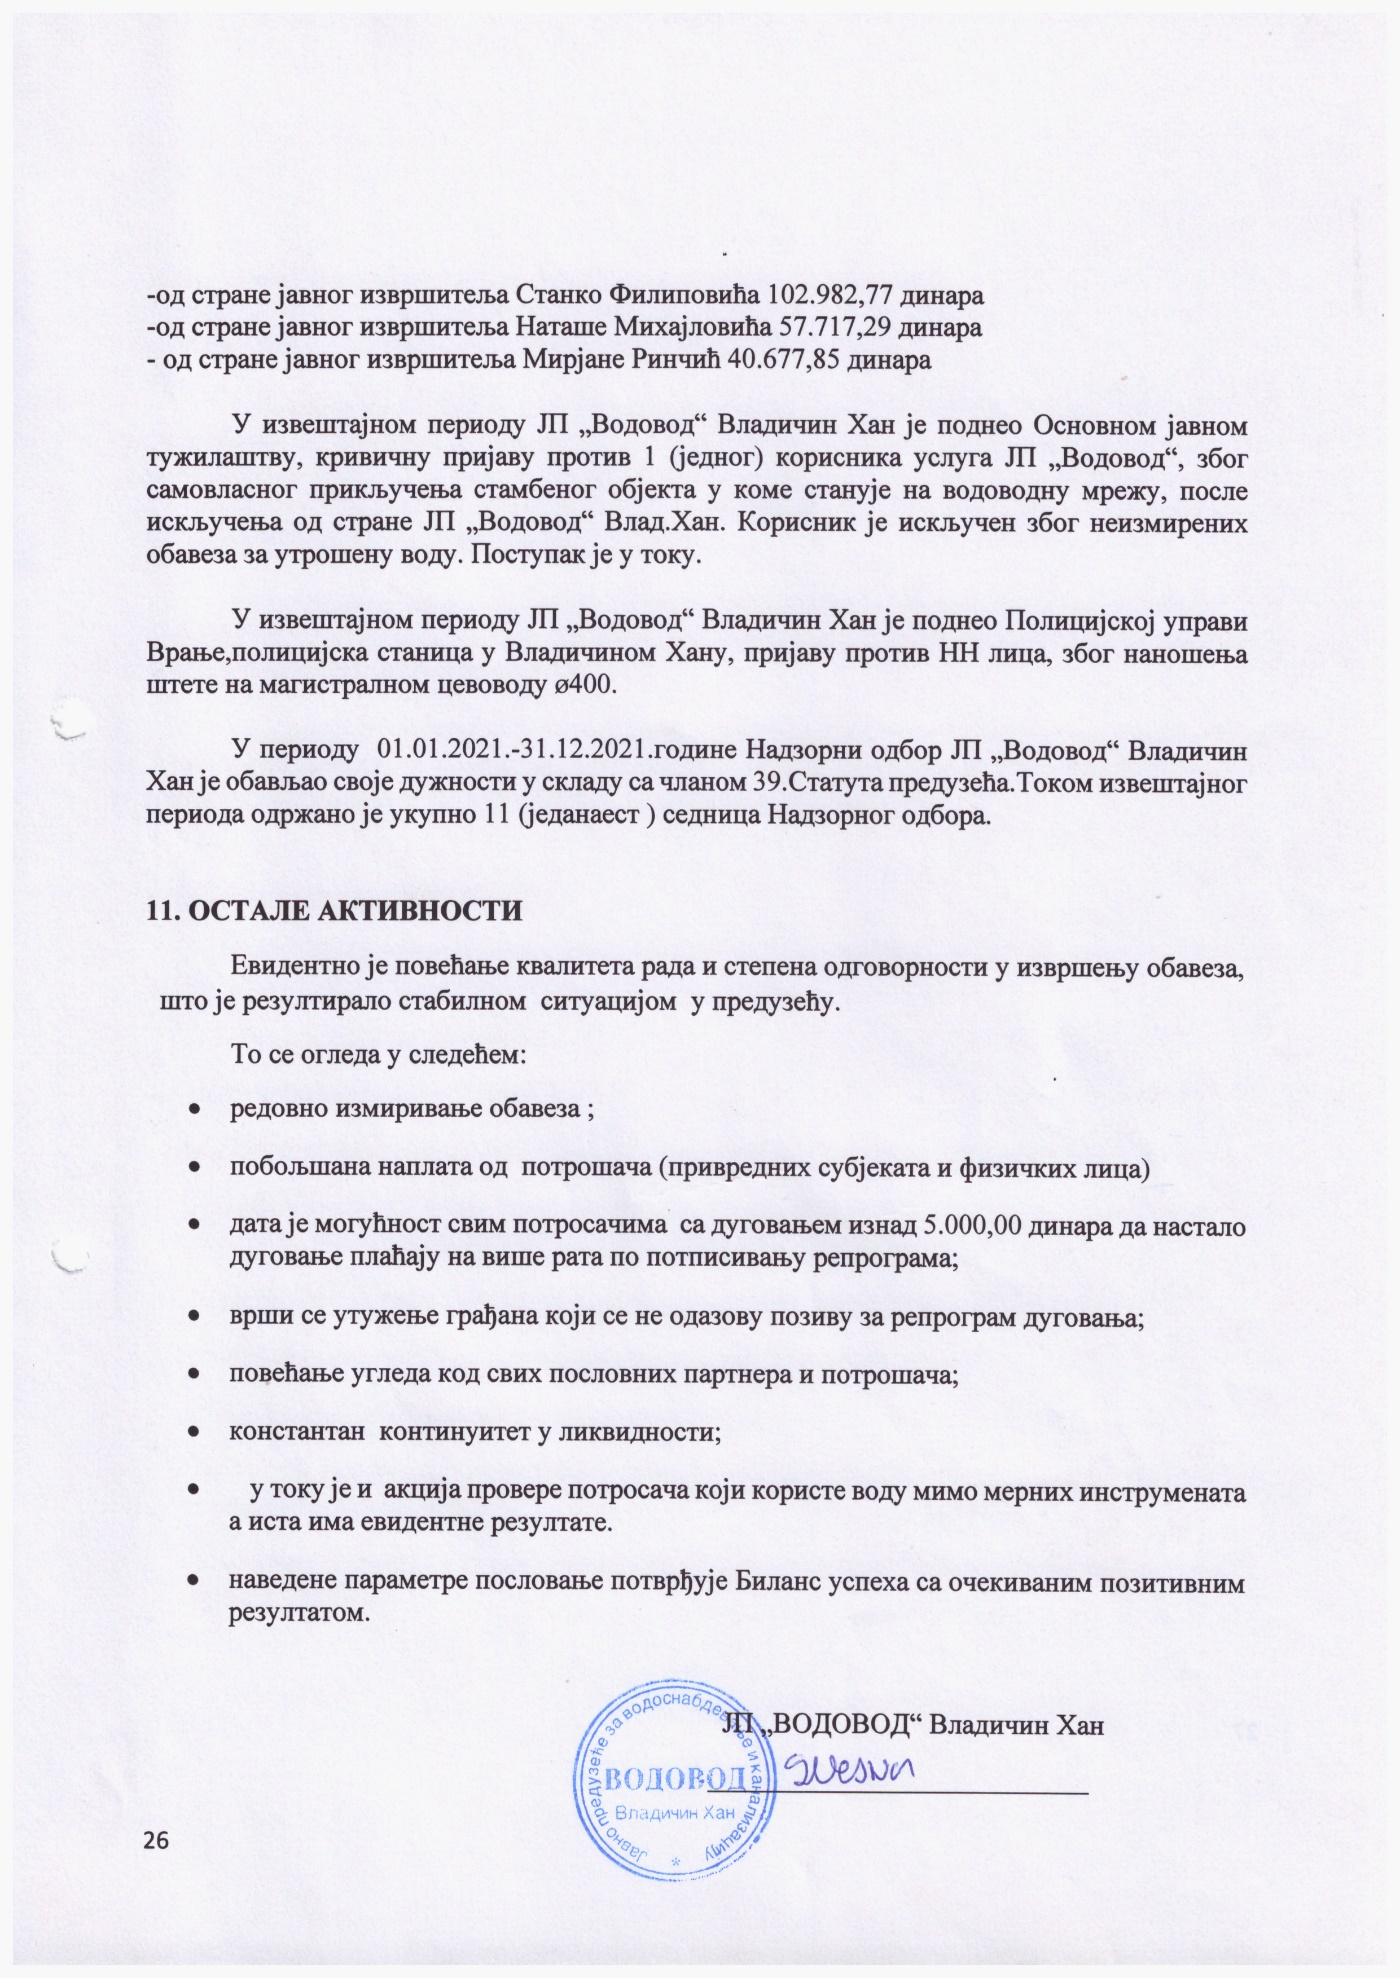 -од стране јавног извршитеља Станко Филиповића 102.982,77 динара
-од стране јавног извршитеља Наташе Михајловића 57.717,29 динара
- од стране јавног извршитеља Мирјане Ринчић 40.677,85 динара
У извештајном периоду ЈП „Водовод“ Владичин Хан је поднео Основном јавном
тужилаштву, кривичну пријаву против 1 (једног) корисника услуга ЈП „Водовод“, због
самовласног прикључења стамбеног објекта у коме станује на водоводну мрежу, после
искључења од стране ЈП „Водовод“ Влад.Хан. Корисник је искључен због неизмирених
обавеза за утрошену воду. Поступак је у току.
У извештајном периоду ЈП „Водовод“ Владичин Хан је поднео Полицијској управи
Врање,полицијска станица у Владичином Хану, пријаву против НН лица, због наношења
штете на магистралном цевоводу ø400.
У периоду  01.01.2021.-31.12.2021.године Надзорни одбор ЈП „Водовод“ Владичин
Хан је обављао своје дужности у складу са чланом 39.Статута предузећа.Током извештајног
периода одржано је укупно 11 (једанаест ) седница Надзорног одбора.
11. ОСТАЛЕ АКТИВНОСТИ
Евидентно је повећање квалитета рада и степена одговорности у извршењу обавеза,
што је резултирало стабилном  ситуацијом  у предузећу.
То се огледа у следећем:
• редовно измиривање обавеза ;
• побољшана наплата од  потрошача (привредних субјеката и физичких лица)
• дата је могућност свим потросачима  са дуговањем изнад 5.000,00 динара да настало
дуговање плаћају на више рата по потписивању репрограма;
• врши се утужење грађана који се не одазову позиву за репрограм дуговања;
• повећање угледа код свих пословних партнера и потрошача;
• константан  континуитет у ликвидности;
• у току је и  акција провере потросача који користе воду мимо мерних инструмената
а иста има евидентне резултате.
• наведене параметре пословање потврђује Биланс успеха са очекиваним позитивним
резултатом.
ЈП „ВОДОВОД“ Владичин Хан
Јавно предузеће за водоснабдевање и канализацију
ВОДОВОД
Владичин Хан
26